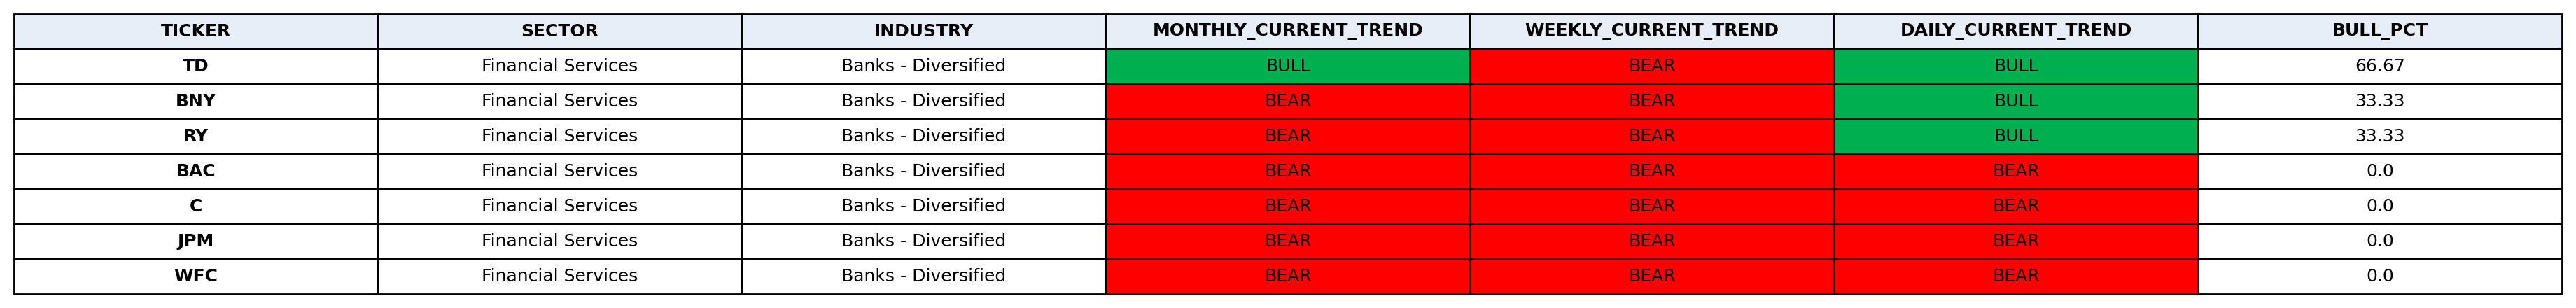 TICKER SECTOR INDUSTRY MONTHLY_CURRENT_TREND WEEKLY_CURRENT_TREND DAILY_CURRENT_TREND BULL_PCT
TD Financial Services Banks - Diversified BULL BEAR BULL 66.67
BNY Financial Services Banks - Diversified BEAR BEAR BULL 33.33
RY Financial Services Banks - Diversified BEAR BEAR BULL 33.33
BAC Financial Services Banks - Diversified BEAR BEAR BEAR 0.0
C Financial Services Banks - Diversified BEAR BEAR BEAR 0.0
JPM Financial Services Banks - Diversified BEAR BEAR BEAR 0.0
WFC Financial Services Banks - Diversified BEAR BEAR BEAR 0.0